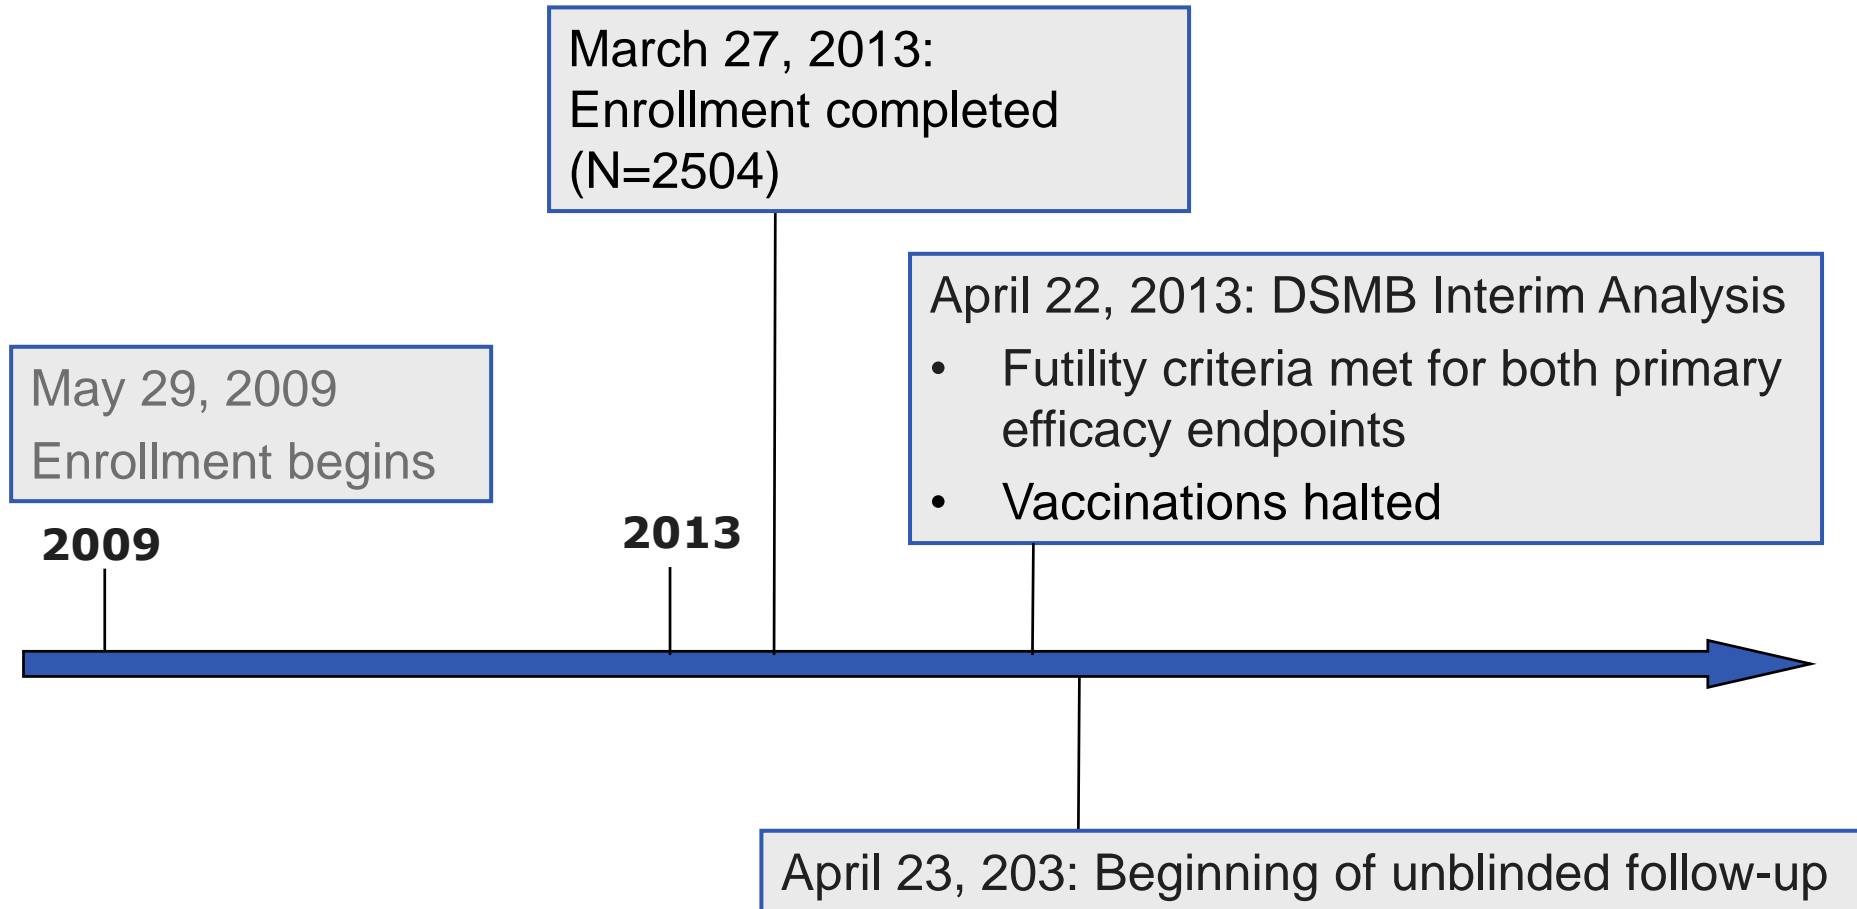 March 27, 2013:
Enrollment completed
(N=2504)
April 22, 2013: DSMB Interim Analysis
• Futility criteria met for both primary
efficacy endpoints
• Vaccinations halted
May 29, 2009
Enrollment begins
2009
2013
April 23, 203: Beginning of unblinded follow-up